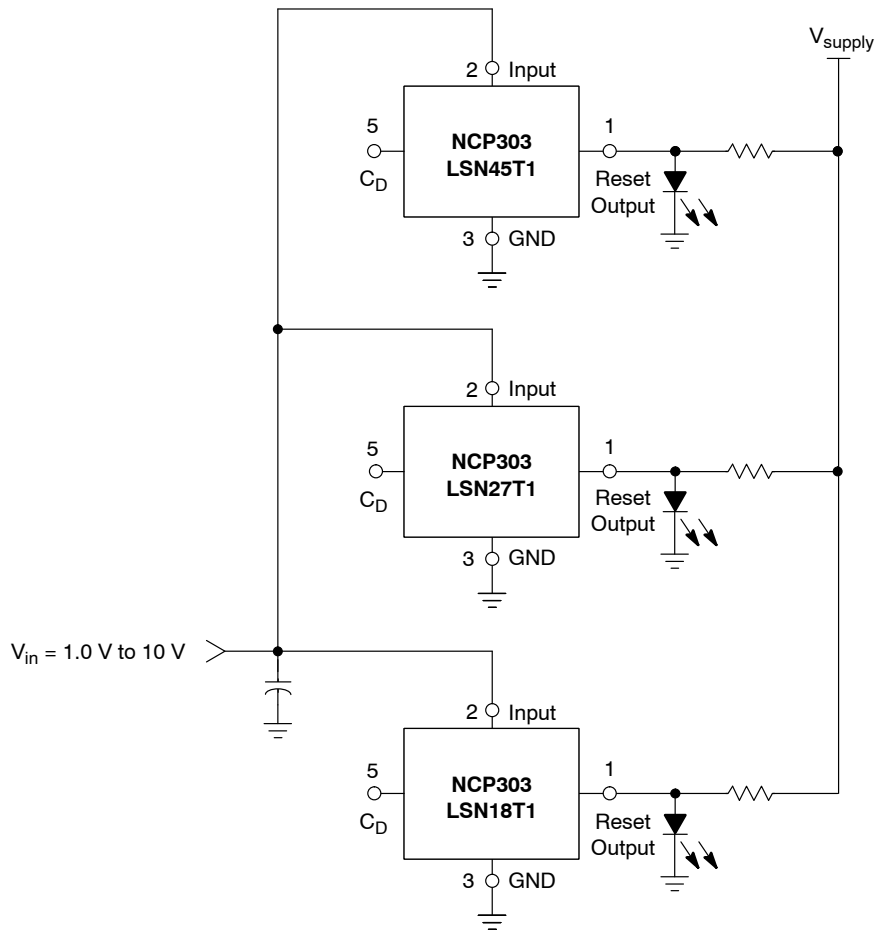 V_supply
2 Input
5
NCP303
LSN45T1
1
C_D
Reset
Output
3 GND
2 Input
5
NCP303
LSN27T1
1
C_D
Reset
Output
3 GND
V_in = 1.0 V to 10 V
2 Input
5
NCP303
LSN18T1
1
C_D
Reset
Output
3 GND